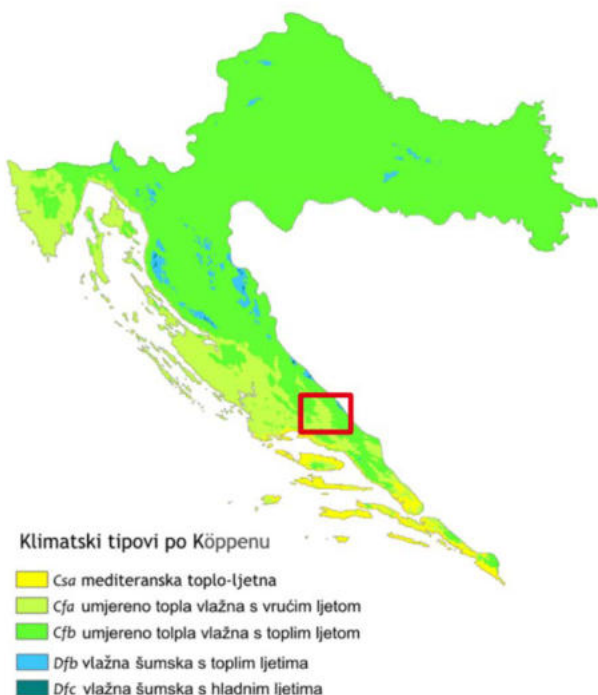 Klimatski tipovi po Köppenu
Csa mediteranska toplo-ljetna
Cfa umjereno topla vlažna s vrućim ljetom
Cfb umjereno tolpla vlažna s toplim ljetom
Dfb vlažna šumska s toplim ljetima
Dfc vlažna šumska s hladnim ljetima